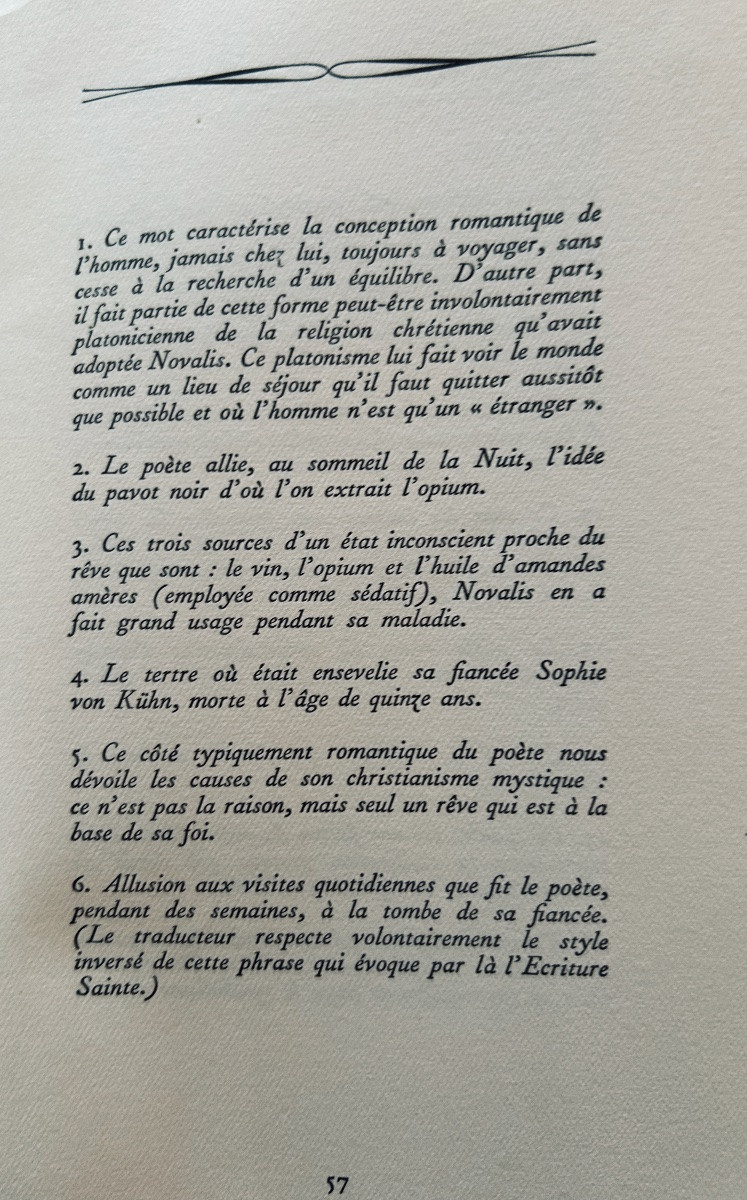 1. Ce mot caractérise la conception romantique de
l'homme, jamais chez lui, toujours à voyager, sans
cesse à la recherche d'un équilibre. D'autre part,
il fait partie de cette forme peut-être involontairement
platonicienne de la religion chrétienne qu'avait
adoptée Novalis. Ce platonisme lui fait voir le monde
comme un lieu de séjour qu'il faut quitter aussitôt
que possible et où l'homme n'est qu'un « étranger ».
2. Le poète allie, au sommeil de la Nuit, l'idée
du pavot noir d'où l'on extrait l'opium.
3. Ces trois sources d'un état inconscient proche du
rêve que sont : le vin, l'opium et l'huile d'amandes
amères (employée comme sédatif), Novalis en a
fait grand usage pendant sa maladie.
4. Le tertre où était ensevelie sa fiancée Sophie
von Kühn, morte à l'âge de quinze ans.
5. Ce côté typiquement romantique du poète nous
dévoile les causes de son christianisme mystique :
ce n'est pas la raison, mais seul un rêve qui est à la
base de sa foi.
6. Allusion aux visites quotidiennes que fit le poète,
pendant des semaines, à la tombe de sa fiancée.
(Le traducteur respecte volontairement le style
inversé de cette phrase qui évoque par là l'Ecriture
Sainte.)
57